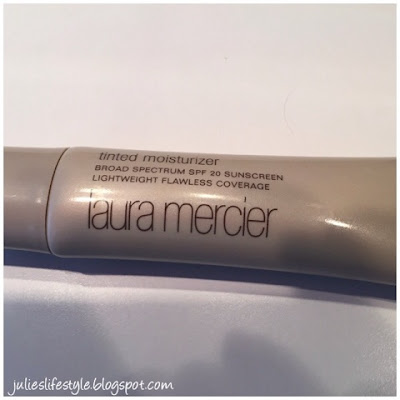 tinted moisturizer
BROAD SPECTRUM SPF 20 SUNSCREEN
LIGHTWEIGHT FLAWLESS COVERAGE
laura mercier
julieslifestyle.blogspot.com